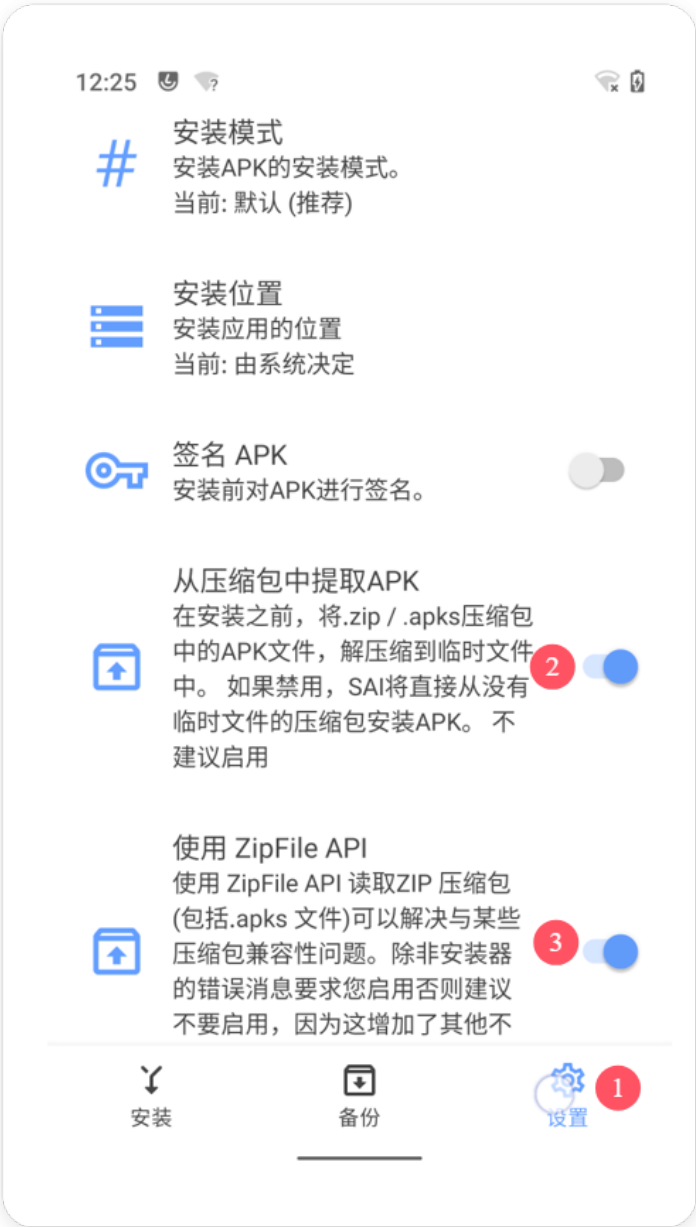 12:25
安装模式
安装APK的安装模式。
当前: 默认 (推荐)
安装位置
安装应用的位置
当前: 由系统决定
签名 APK
安装前对APK进行签名。
从压缩包中提取APK
在安装之前，将.zip / .apks压缩包
中的APK文件，解压缩到临时文件
中。 如果禁用，SAI将直接从没有
临时文件的压缩包安装APK。 不
建议启用
2
使用 ZipFile API
使用 ZipFile API 读取ZIP 压缩包
(包括.apks 文件)可以解决与某些
压缩包兼容性问题。除非安装器
的错误消息要求您启用否则建议
不要启用，因为这增加了其他不
3
安装
备份
设置
1